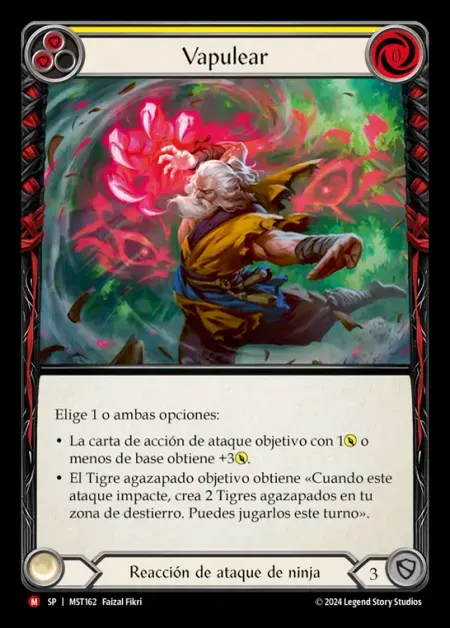 Vapulear
0
Elige 1 o ambas opciones:
• La carta de acción de ataque objetivo con 1 o
menos de base obtiene +3.
• El Tigre agazapado objetivo obtiene «Cuando este
ataque impacte, crea 2 Tigres agazapados en tu
zona de destierro. Puedes jugarlos este turno».
Reacción de ataque de ninja
3
M SP | MST162 Faizal Fikri
© 2024 Legend Story Studios